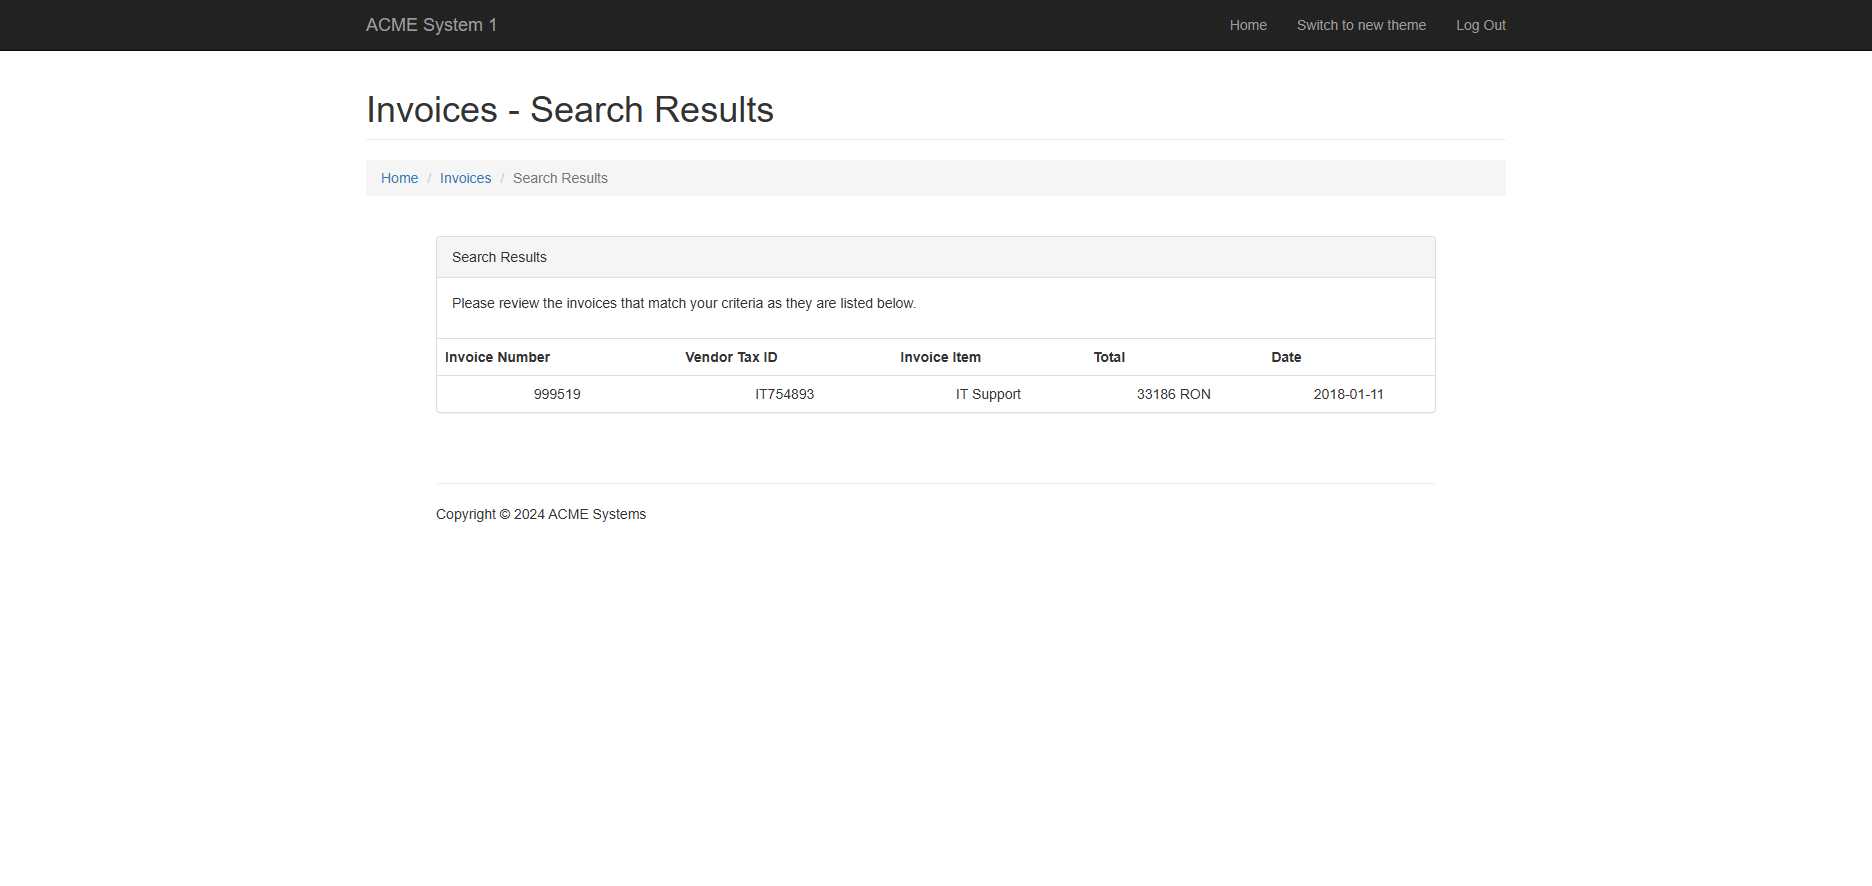 ACME System 1 Home Switch to new theme Log Out
Invoices - Search Results
Home / Invoices / Search Results
Search Results
Please review the invoices that match your criteria as they are listed below.
Invoice Number Vendor Tax ID Invoice Item Total Date
999519 IT754893 IT Support 33186 RON 2018-01-11
Copyright © 2024 ACME Systems